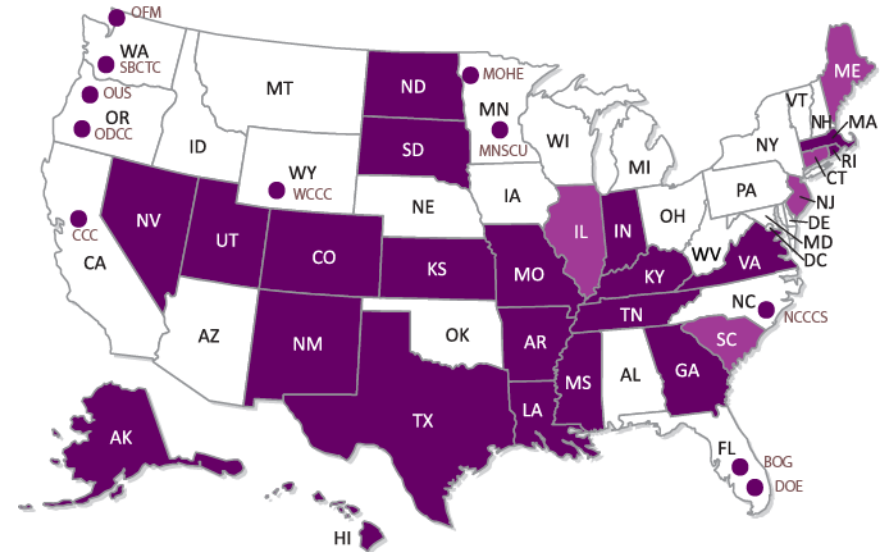 OFM
WA
SBCTC
OUS
OR
ODCC
MT
ID
ND
MOHE
MN
MNSCU
SD
WY
WCCC
WI
MI
IA
NE
NY
VT
NH
ME
MA
RI
CT
NJ
PA
DE
MD
DC
OH
WV
VA
NV
UT
CO
KS
MO
IL
IN
KY
CCC
CA
AZ
NM
OK
AR
TN
NC
NCCCS
SC
TX
LA
MS
AL
GA
FL
BOG
DOE
AK
HI